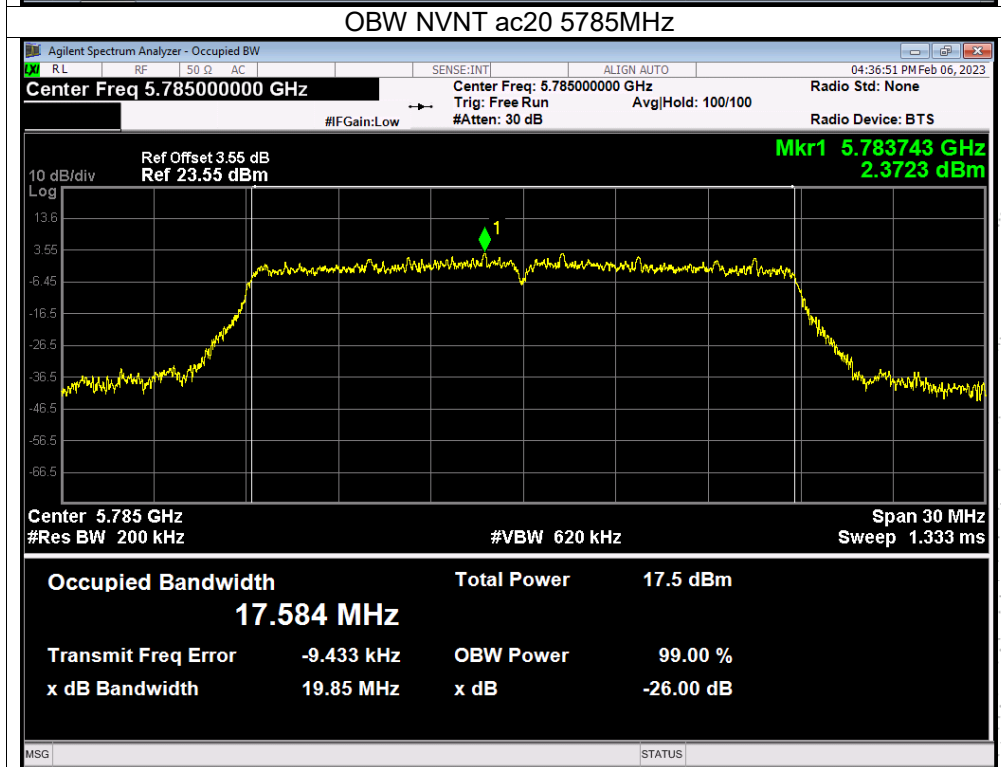 OBW NVNT ac20 5785MHz
Agilent Spectrum Analyzer - Occupied BW
LXI RL RF 50 Ω AC SENSE:INT ALIGN AUTO 04:36:51 PM Feb 06, 2023
Center Freq 5.785000000 GHz
Center Freq: 5.785000000 GHz Radio Std: None
Trig: Free Run Avg|Hold: 100/100
#IFGain:Low #Atten: 30 dB Radio Device: BTS
Mkr1 5.783743 GHz
2.3723 dBm
Ref Offset 3.55 dB
10 dB/div Ref 23.55 dBm
Log
13.6
1
3.55
-6.45
-16.5
-26.5
-36.5
-46.5
-56.5
-66.5
Center 5.785 GHz Span 30 MHz
#Res BW 200 kHz #VBW 620 kHz Sweep 1.333 ms
Occupied Bandwidth Total Power 17.5 dBm
17.584 MHz
Transmit Freq Error -9.433 kHz OBW Power 99.00 %
x dB Bandwidth 19.85 MHz x dB -26.00 dB
MSG STATUS